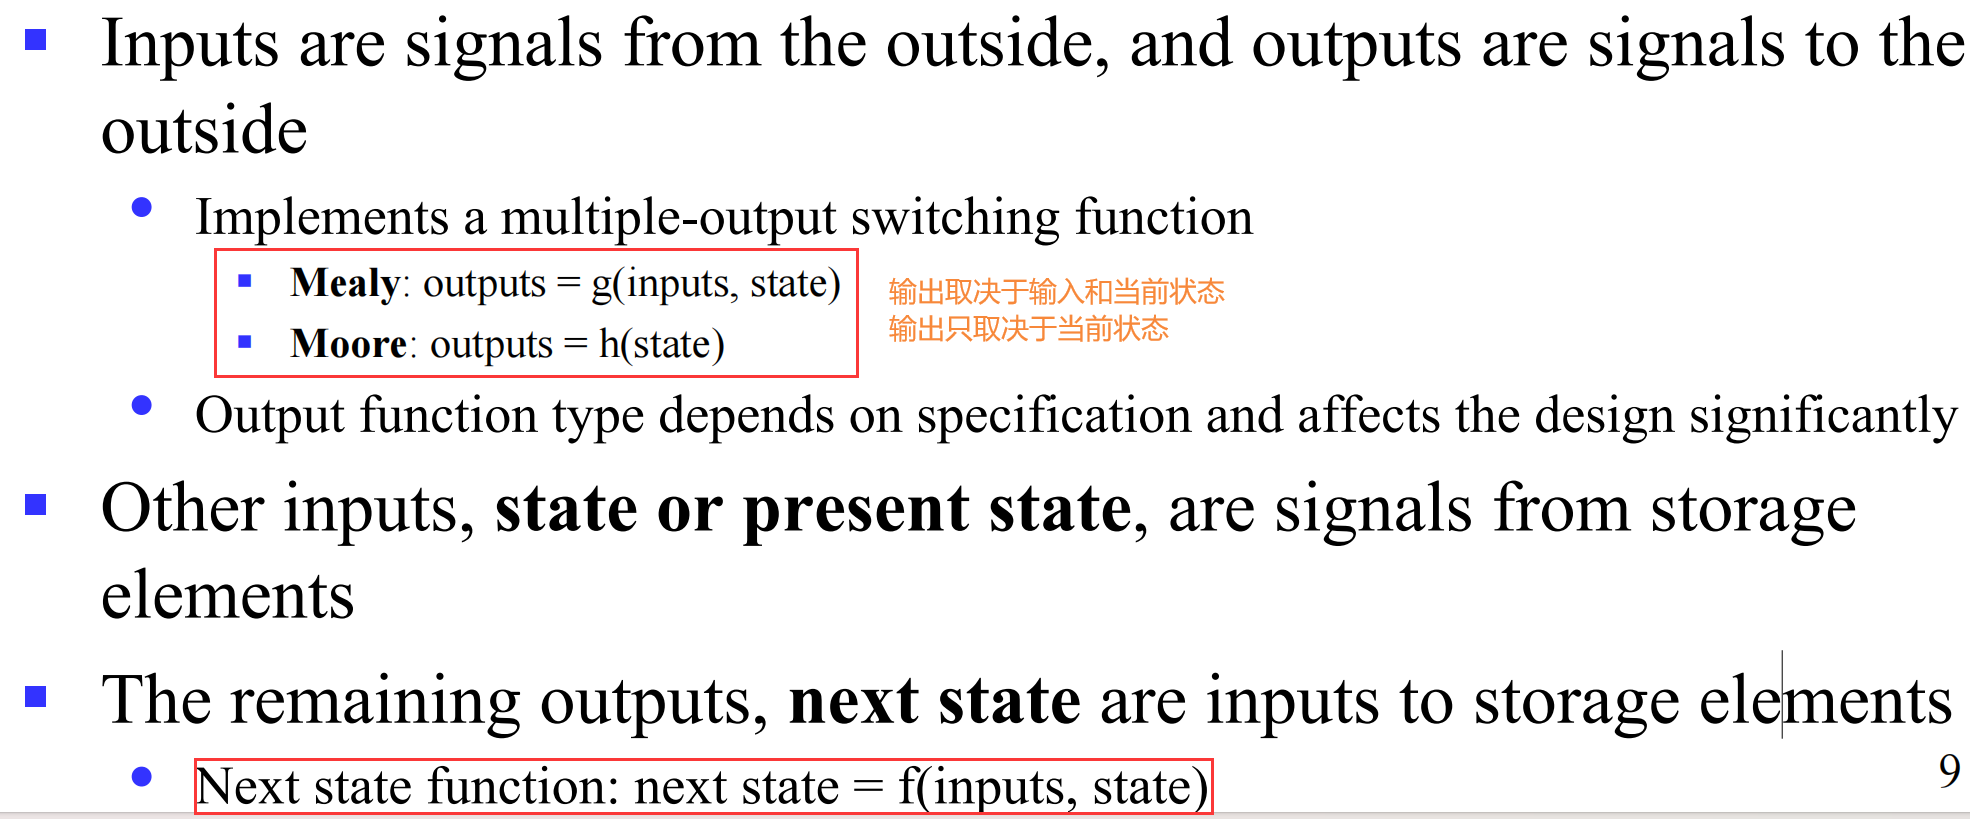 Inputs are signals from the outside, and outputs are signals to the
outside
Implements a multiple-output switching function
Mealy: outputs = g(inputs, state)
输出取决于输入和当前状态
Moore: outputs = h(state)
输出只取决于当前状态
Output function type depends on specification and affects the design significantly
Other inputs, state or present state, are signals from storage
elements
The remaining outputs, next state are inputs to storage elements
Next state function: next state = f(inputs, state)
9